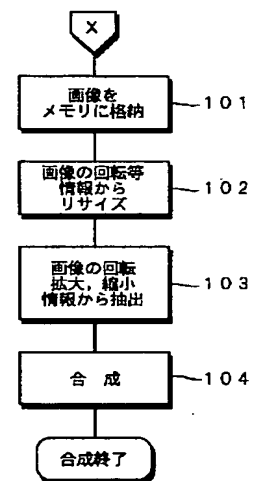 X
画像を
メモリに格納
101
画像の回転等
情報から
リサイズ
102
画像の回転
拡大，縮小
情報から抽出
103
合 成
104
合成終了